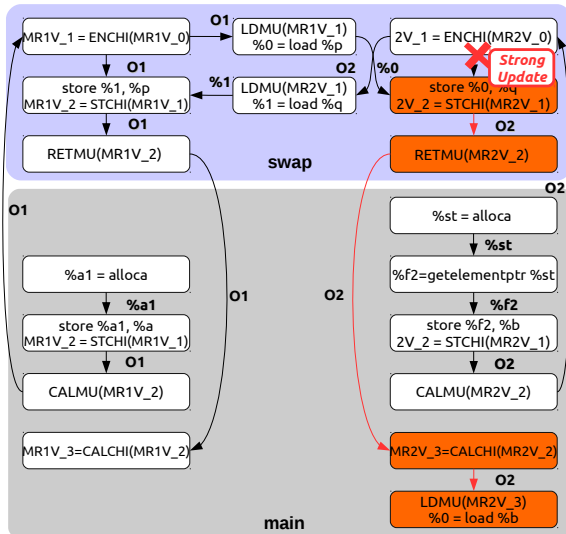 O1
MR1V_1 = ENCHI(MR1V_0)
LDMU(MR1V_1)
%0 = load %p
2V_1 = ENCHI(MR2V_0)
O1
%1
O2
%0
Strong
Update
store %1, %p
MR1V_2 = STCHI(MR1V_1)
LDMU(MR2V_1)
%1 = load %q
store %0, %q
2V_2 = STCHI(MR2V_1)
O1
O2
RETMU(MR1V_2)
RETMU(MR2V_2)
swap
O1
O2
%st = alloca
%st
%a1 = alloca
%f2=getelementptr %st
O1
O2
%a1
%f2
store %a1, %a
MR1V_2 = STCHI(MR1V_1)
store %f2, %b
2V_2 = STCHI(MR2V_1)
O1
O2
CALMU(MR1V_2)
CALMU(MR2V_2)
MR1V_3=CALCHI(MR1V_2)
MR2V_3=CALCHI(MR2V_2)
O2
LDMU(MR2V_3)
%0 = load %b
main